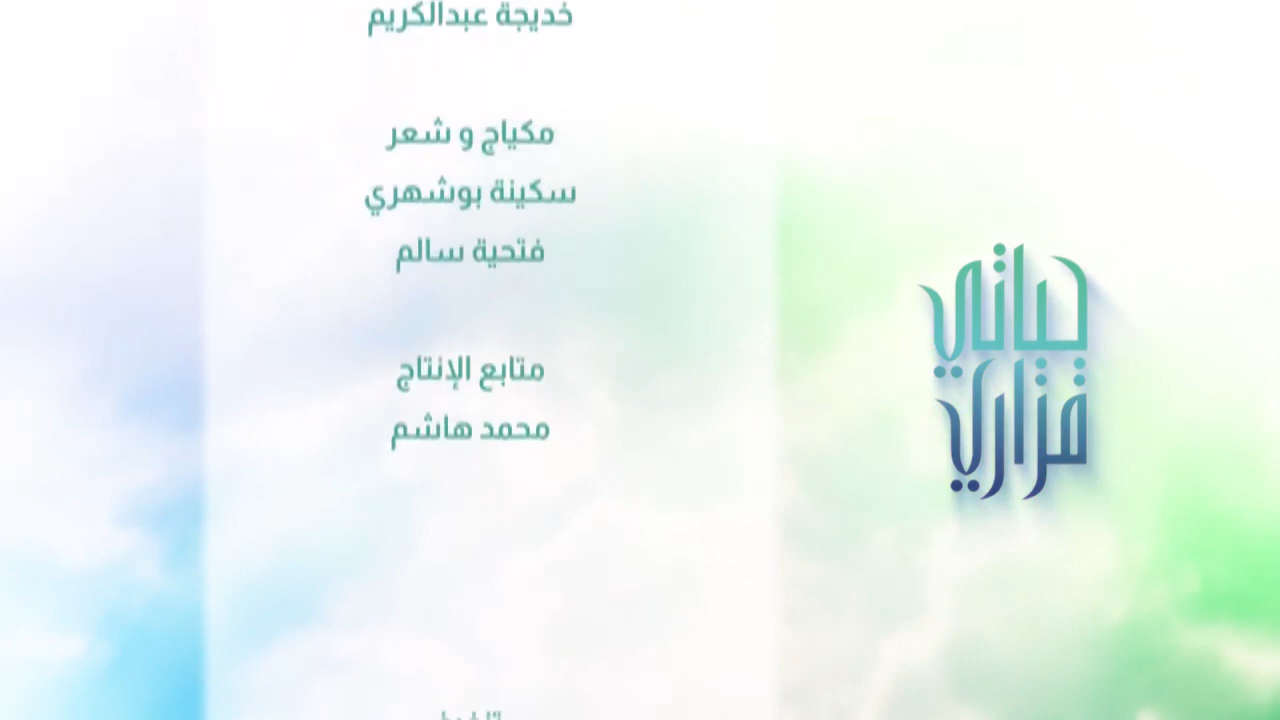 خديجة عبدالكريم
مكياج و شعر
سكينة بوشهري
فتحية سالم
متابع الإنتاج
محمد هاشم
حياتي
قراري